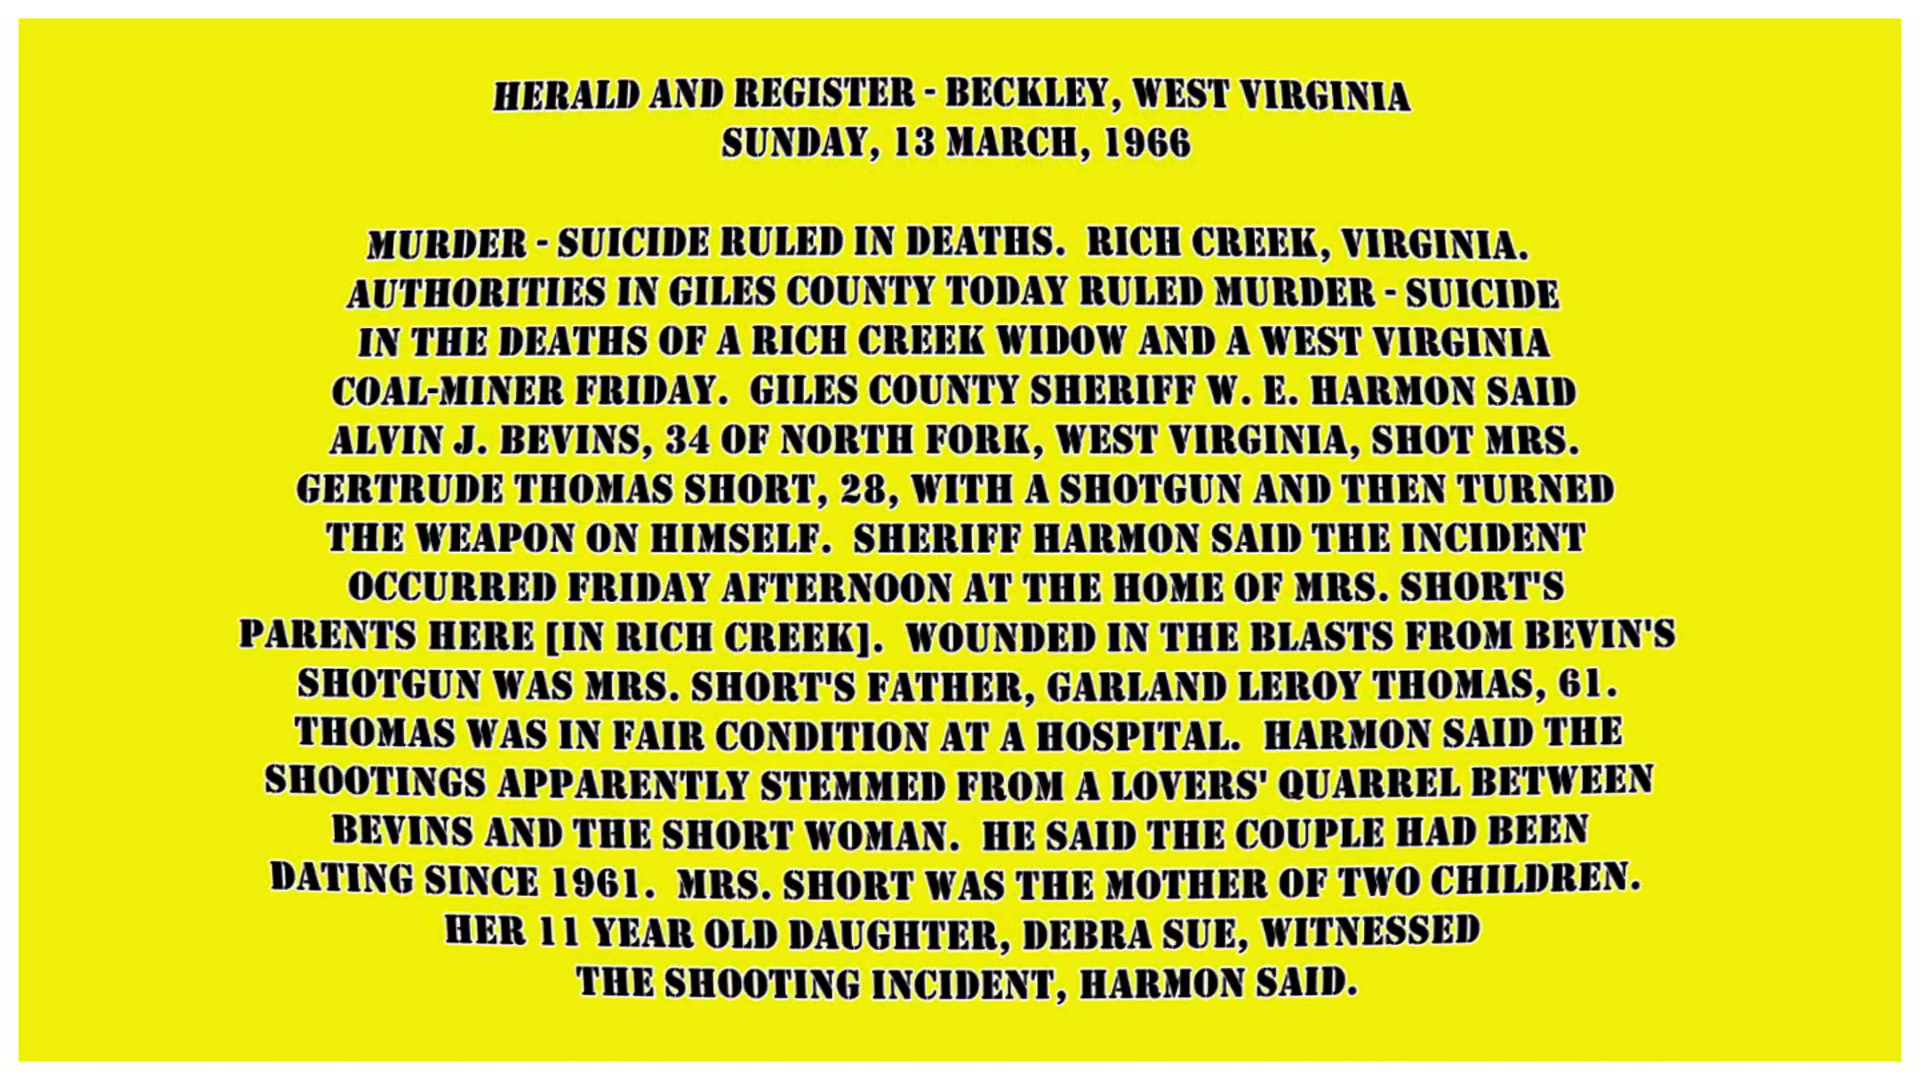 HERALD AND REGISTER - BECKLEY, WEST VIRGINIA
SUNDAY, 13 MARCH, 1966
MURDER - SUICIDE RULED IN DEATHS. RICH CREEK, VIRGINIA.
AUTHORITIES IN GILES COUNTY TODAY RULED MURDER - SUICIDE
IN THE DEATHS OF A RICH CREEK WIDOW AND A WEST VIRGINIA
COAL-MINER FRIDAY. GILES COUNTY SHERIFF W. E. HARMON SAID
ALVIN J. BEVINS, 34 OF NORTH FORK, WEST VIRGINIA, SHOT MRS.
GERTRUDE THOMAS SHORT, 28, WITH A SHOTGUN AND THEN TURNED
THE WEAPON ON HIMSELF. SHERIFF HARMON SAID THE INCIDENT
OCCURRED FRIDAY AFTERNOON AT THE HOME OF MRS. SHORT'S
PARENTS HERE [IN RICH CREEK]. WOUNDED IN THE BLASTS FROM BEVIN'S
SHOTGUN WAS MRS. SHORT'S FATHER, GARLAND LEROY THOMAS, 61.
THOMAS WAS IN FAIR CONDITION AT A HOSPITAL. HARMON SAID THE
SHOOTINGS APPARENTLY STEMMED FROM A LOVERS' QUARREL BETWEEN
BEVINS AND THE SHORT WOMAN. HE SAID THE COUPLE HAD BEEN
DATING SINCE 1961. MRS. SHORT WAS THE MOTHER OF TWO CHILDREN.
HER 11 YEAR OLD DAUGHTER, DEBRA SUE, WITNESSED
THE SHOOTING INCIDENT, HARMON SAID.